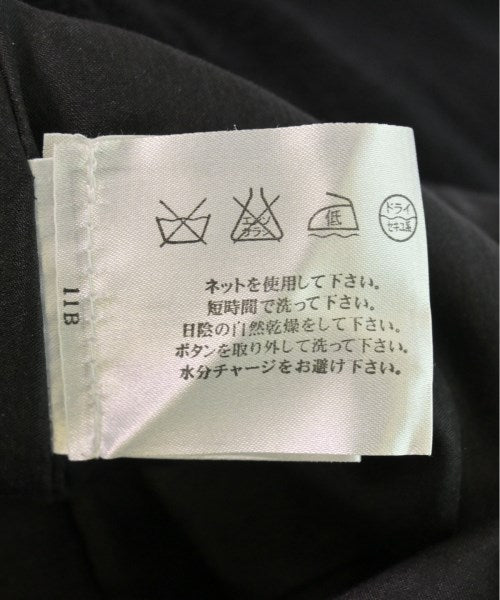 エンソ
サラシ
低
ドライ
セキユ系
ネットを使用して下さい。
短時間で洗って下さい。
日陰の自然乾燥をして下さい。
ボタンを取り外して洗って下さい。
水分チャージをお避け下さい。
11B